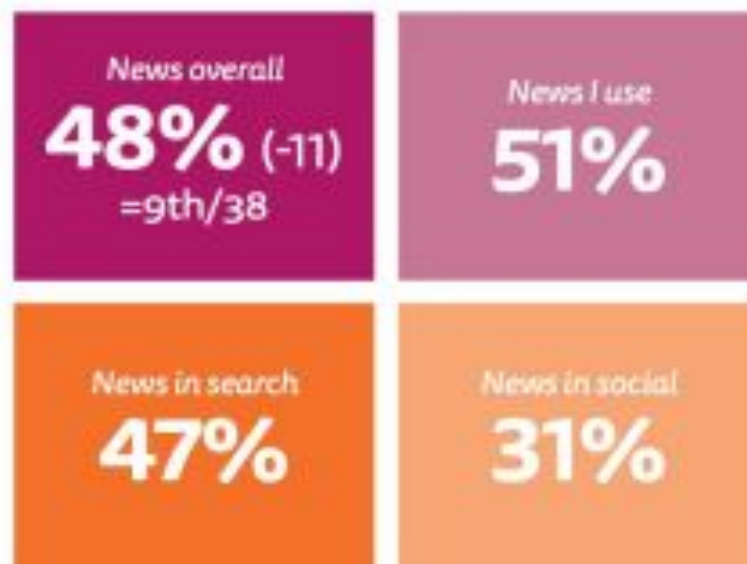 News overall
48% (-11)
=9th/38
News I use
51%
News in search
47%
News in social
31%